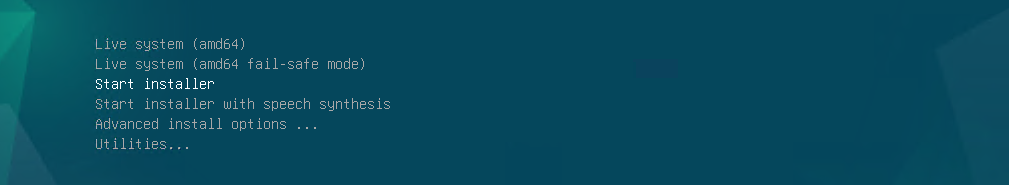 Live system (amd64)
Live system (amd64 fail-safe mode)
Start installer
Start installer with speech synthesis
Advanced install options ...
Utilities...